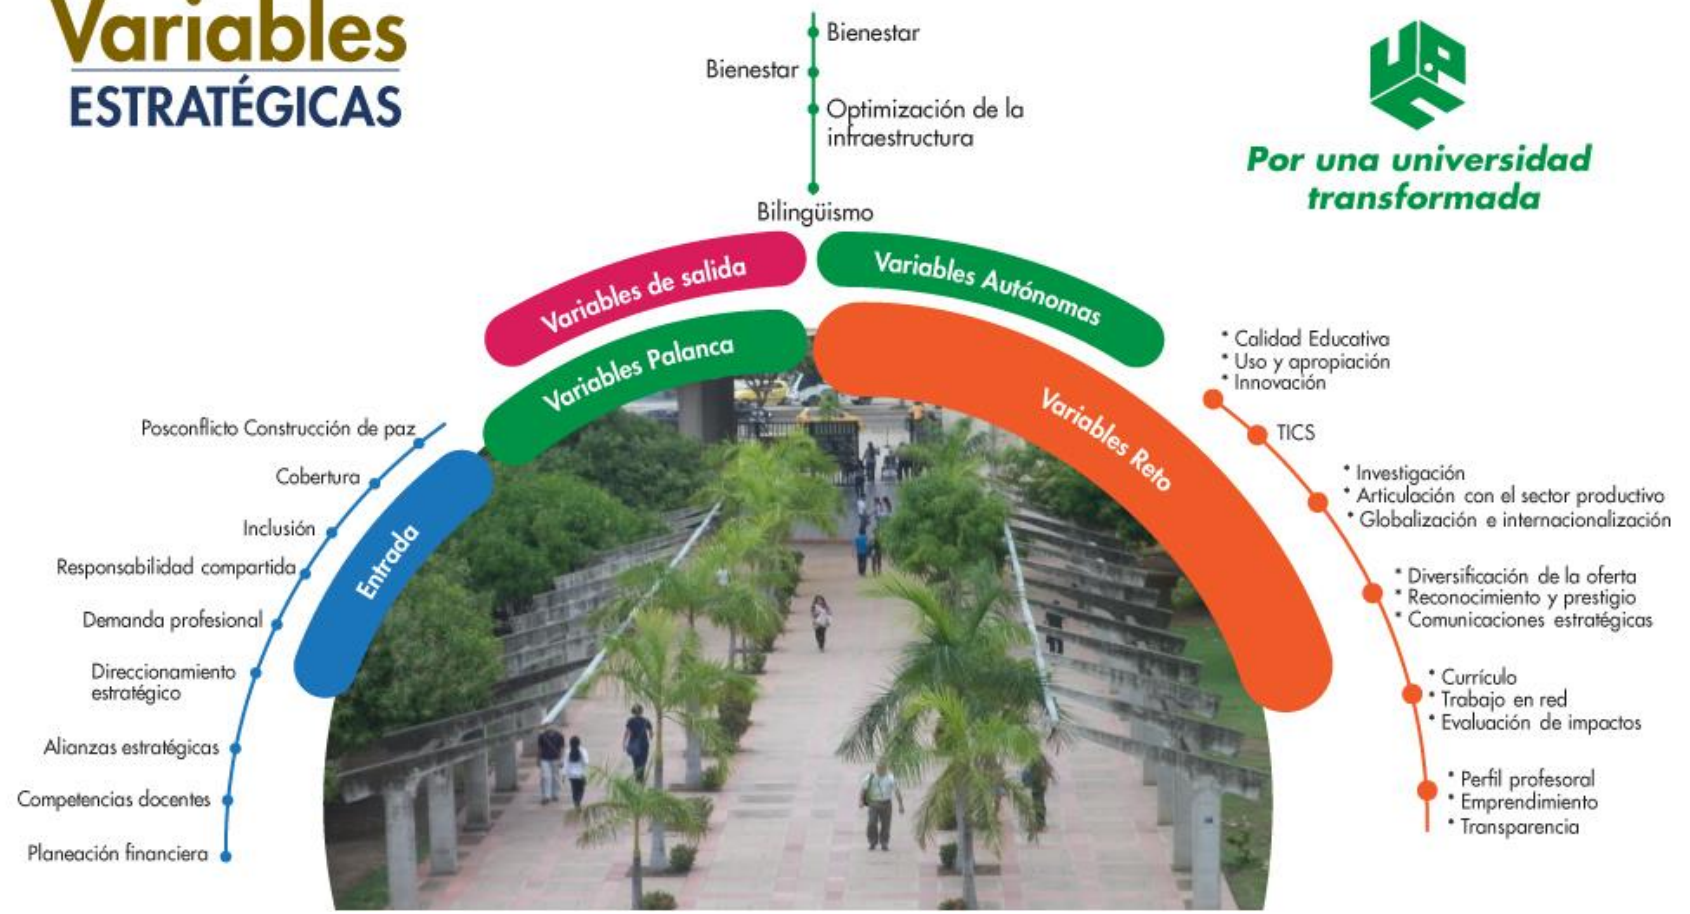 Variables
ESTRATÉGICAS
Bienestar
Bienestar
Optimización de la
infraestructura
Bilingüismo
UPC
Por una universidad
transformada
Variables de salida
Variables Autónomas
Variables Palanca
Variables Reto
Entrada
Posconflicto Construcción de paz
Cobertura
Inclusión
Responsabilidad compartida
Demanda profesional
Direccionamiento
estratégico
Alianzas estratégicas
Competencias docentes
Planeación financiera
* Calidad Educativa
* Uso y apropiación
* Innovación
TICS
* Investigación
* Articulación con el sector productivo
* Globalización e internacionalización
* Diversificación de la oferta
* Reconocimiento y prestigio
* Comunicaciones estratégicas
* Currículo
* Trabajo en red
* Evaluación de impactos
* Perfil profesoral
* Emprendimiento
* Transparencia